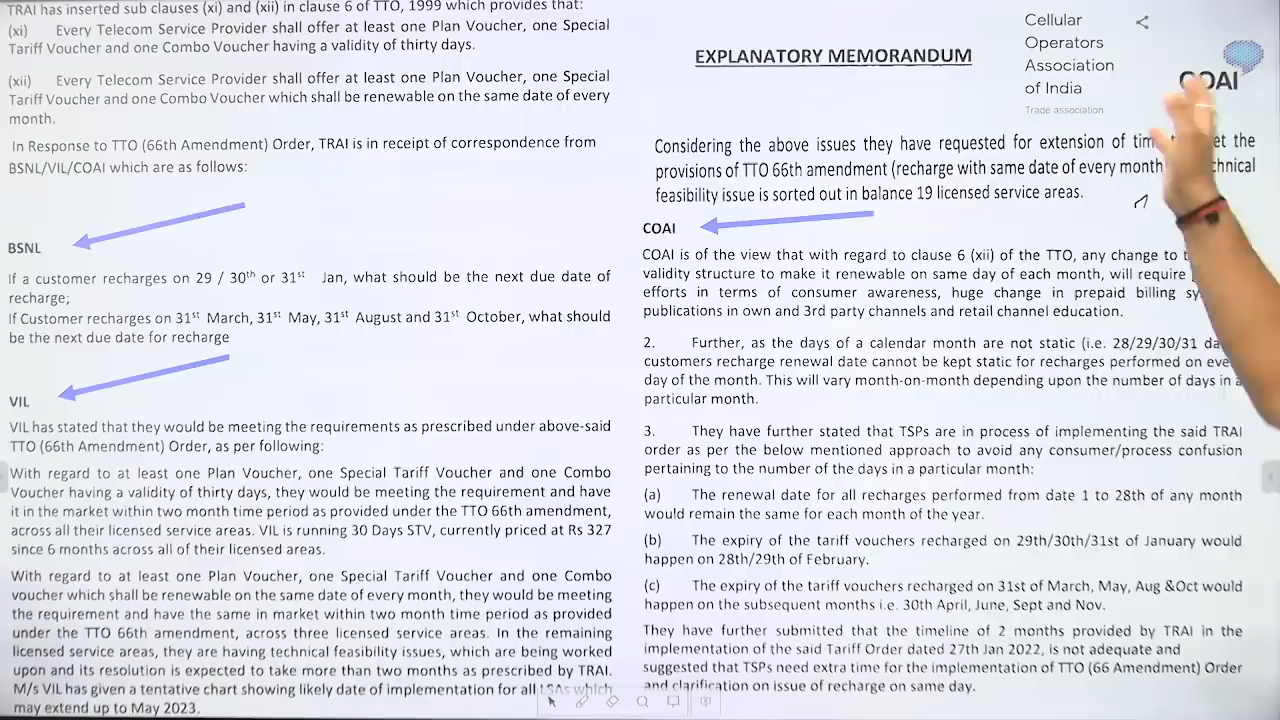 TRAI has inserted sub clauses (xi) and (xii) in clause 6 of TTO, 1999 which provides that:
(xi) Every Telecom Service Provider shall offer at least one Plan Voucher, one Special
Tariff Voucher and one Combo Voucher having a validity of thirty days.
(xii) Every Telecom Service Provider shall offer at least one Plan Voucher, one Special
Tariff Voucher and one Combo Voucher which shall be renewable on the same date of every
month.
In Response to TTO (66th Amendment) Order, TRAI is in receipt of correspondence from
BSNL/VIL/COAI which are as follows:
BSNL
If a customer recharges on 29 / 30th or 31st Jan, what should be the next due date of
recharge;
If Customer recharges on 31st March, 31st May, 31st August and 31st October, what should
be the next due date for recharge
VIL
VIL has stated that they would be meeting the requirements as prescribed under above-said
TTO (66th Amendment) Order, as per following:
With regard to at least one Plan Voucher, one Special Tariff Voucher and one Combo
Voucher having a validity of thirty days, they would be meeting the requirement and have
it in the market within two month time period as provided under the TTO 66th amendment,
across all their licensed service areas. VIL is running 30 Days STV, currently priced at Rs 327
since 6 months across all of their licensed areas.
With regard to at least one Plan Voucher, one Special Tariff Voucher and one Combo
voucher which shall be renewable on the same date of every month, they would be meeting
the requirement and have the same in market within two month time period as provided
under the TTO 66th amendment, across three licensed service areas. In the remaining
licensed service areas, they are having technical feasibility issues, which are being worked
upon and its resolution is expected to take more than two months as prescribed by TRAI.
M/s VIL has given a tentative chart showing likely date of implementation for all LSAs which
may extend up to May 2023.
EXPLANATORY MEMORANDUM
Cellular
Operators
Association
of India
Trade association
COAI
Considering the above issues they have requested for extension of the
provisions of TTO 66th amendment (recharge with same date of every month
feasibility issue is sorted out in balance 19 licensed service areas.
COAI
COAI is of the view that with regard to clause 6 (xii) of the TTO, any change to
validity structure to make it renewable on same day of each month, will require
efforts in terms of consumer awareness, huge change in prepaid billing
publications in own and 3rd party channels and retail channel education.
2. Further, as the days of a calendar month are not static (i.e. 28/29/30/31
customers recharge renewal date cannot be kept static for recharges performed on
day of the month. This will vary month-on-month depending upon the number of days in a
particular month.
3. They have further stated that TSPs are in process of implementing the said TRAI
order as per the below mentioned approach to avoid any consumer/process confusion
pertaining to the number of the days in a particular month:
(a) The renewal date for all recharges performed from date 1 to 28th of any month
would remain the same for each month of the year.
(b) The expiry of the tariff vouchers recharged on 29th/30th/31st of January would
happen on 28th/29th of February.
(c) The expiry of the tariff vouchers recharged on 31st of March, May, Aug &Oct would
happen on the subsequent months i.e. 30th April, June, Sept and Nov.
They have further submitted that the timeline of 2 months provided by TRAI in the
implementation of the said Tariff Order dated 27th Jan 2022, is not adequate and
suggested that TSPs need extra time for the implementation of TTO (66 Amendment) Order
and clarification on issue of recharge on same day.